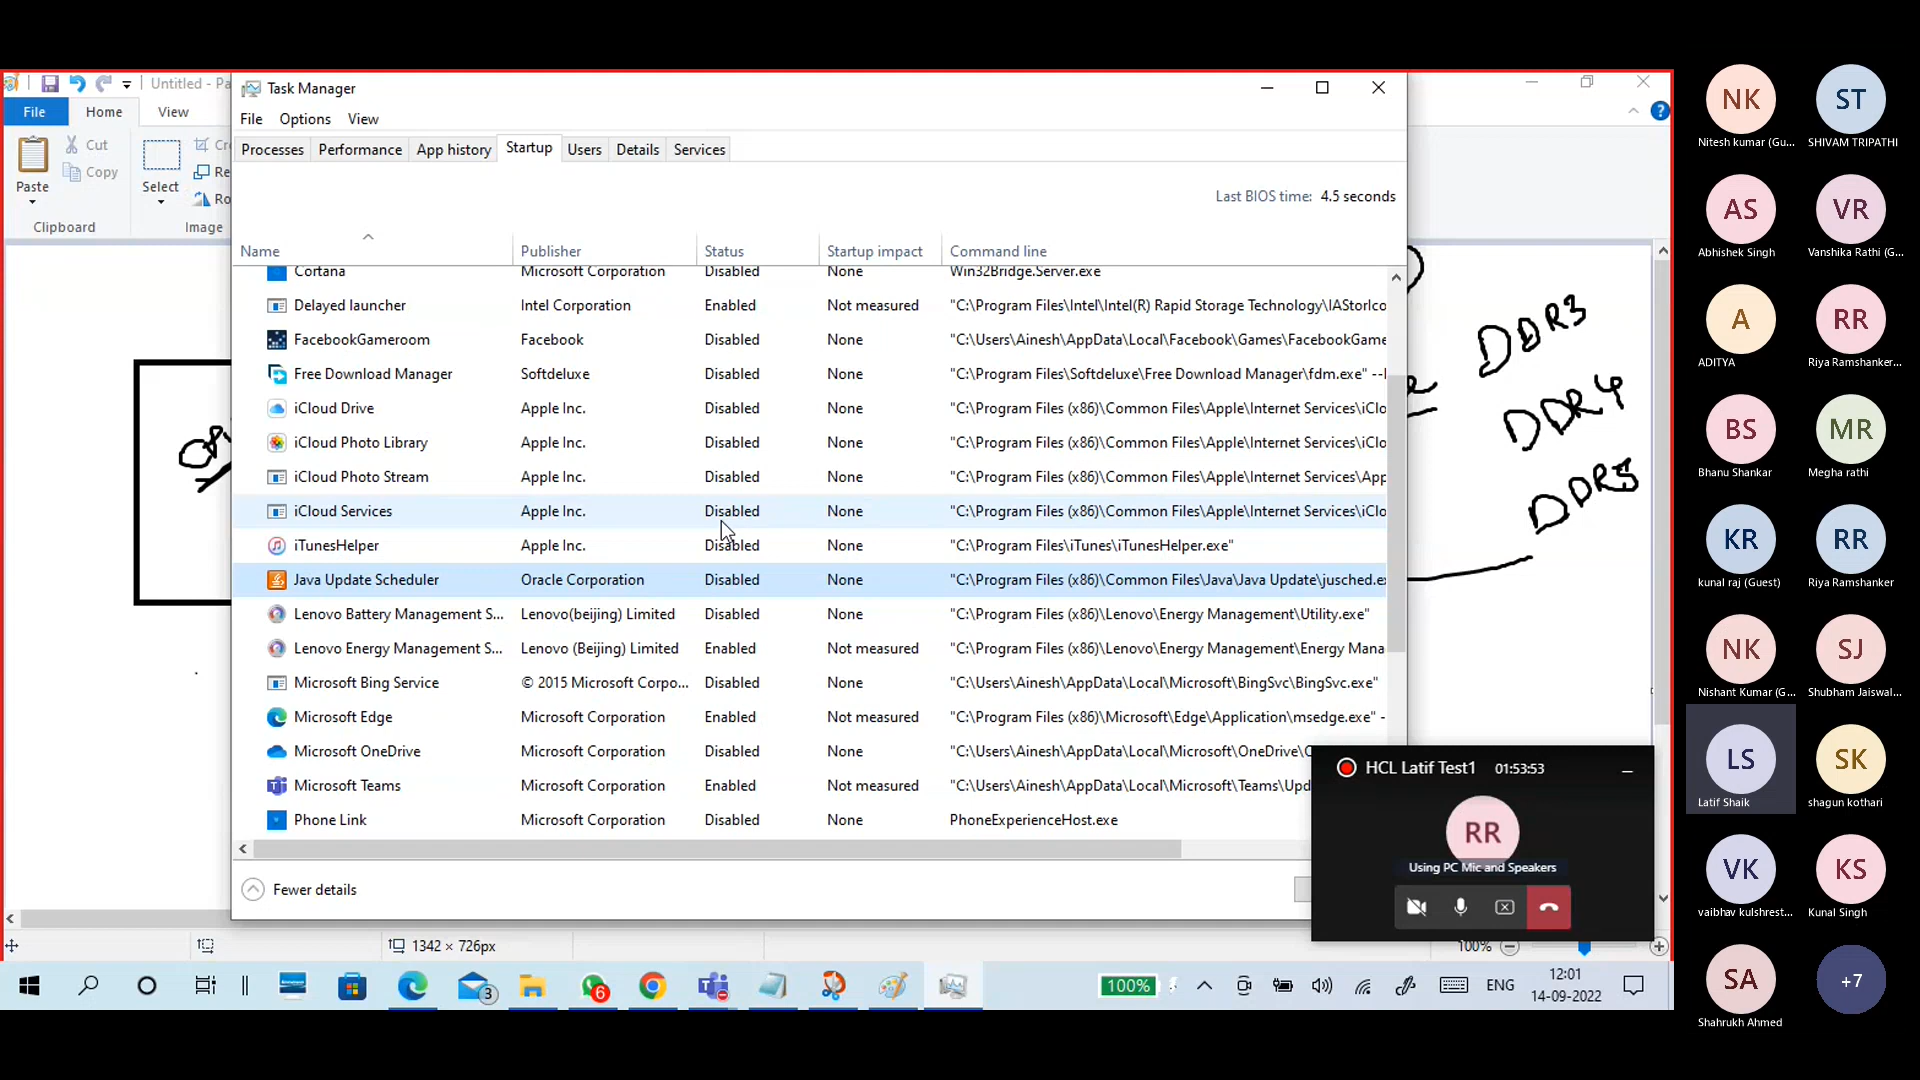 Untitled - Pa
File Home View
Paste
Cut
Copy
Clipboard
Select
Cr
Re
Ro
Image
Task Manager
File Options View
Processes Performance App history Startup Users Details Services
Last BIOS time: 4.5 seconds
Name Publisher Status Startup impact Command line
Cortana Microsoft Corporation Disabled None Win32Bridge.Server.exe
Delayed launcher Intel Corporation Enabled Not measured "C:\Program Files\Intel\Intel(R) Rapid Storage Technology\IAStorIco
FacebookGameroom Facebook Disabled None "C:\Users\Ainesh\AppData\Local\Facebook\Games\FacebookGame
Free Download Manager Softdeluxe Disabled None "C:\Program Files\Softdeluxe\Free Download Manager\fdm.exe" --
iCloud Drive Apple Inc. Disabled None "C:\Program Files (x86)\Common Files\Apple\Internet Services\iClo
iCloud Photo Library Apple Inc. Disabled None "C:\Program Files (x86)\Common Files\Apple\Internet Services\iClo
iCloud Photo Stream Apple Inc. Disabled None "C:\Program Files (x86)\Common Files\Apple\Internet Services\App
iCloud Services Apple Inc. Disabled None "C:\Program Files (x86)\Common Files\Apple\Internet Services\iClo
iTunesHelper Apple Inc. Disabled None "C:\Program Files\iTunes\iTunesHelper.exe"
Java Update Scheduler Oracle Corporation Disabled None "C:\Program Files (x86)\Common Files\Java\Java Update\jusched.ex
Lenovo Battery Management S... Lenovo(beijing) Limited Disabled None "C:\Program Files (x86)\Lenovo\Energy Management\Utility.exe"
Lenovo Energy Management S... Lenovo (Beijing) Limited Enabled Not measured "C:\Program Files (x86)\Lenovo\Energy Management\Energy Mana
Microsoft Bing Service © 2015 Microsoft Corpo... Disabled None "C:\Users\Ainesh\AppData\Local\Microsoft\BingSvc\BingSvc.exe"
Microsoft Edge Microsoft Corporation Enabled Not measured "C:\Program Files (x86)\Microsoft\Edge\Application\msedge.exe" -
Microsoft OneDrive Microsoft Corporation Disabled None "C:\Users\Ainesh\AppData\Local\Microsoft\OneDrive\O
Microsoft Teams Microsoft Corporation Enabled Not measured "C:\Users\Ainesh\AppData\Local\Microsoft\Teams\Upd
Phone Link Microsoft Corporation Disabled None PhoneExperienceHost.exe
Fewer details
DDR3
DDR4
DDR5
HCL Latif Test1 01:53:53
RR
Using PC Mic and Speakers
1342 × 726px
100%
3
6
100%
ENG
12:01
14-09-2022
NK ST
Nitesh kumar (Gu... SHIVAM TRIPATHI
AS VR
Abhishek Singh Vanshika Rathi (G...
A RR
ADITYA Riya Ramshanker...
BS MR
Bhanu Shankar Megha rathi
KR RR
kunal raj (Guest) Riya Ramshanker
NK SJ
Nishant Kumar (G... Shubham Jaiswal...
LS SK
Latif Shaik shagun kothari
VK KS
vaibhav kulshrest... Kunal Singh
SA +7
Shahrukh Ahmed